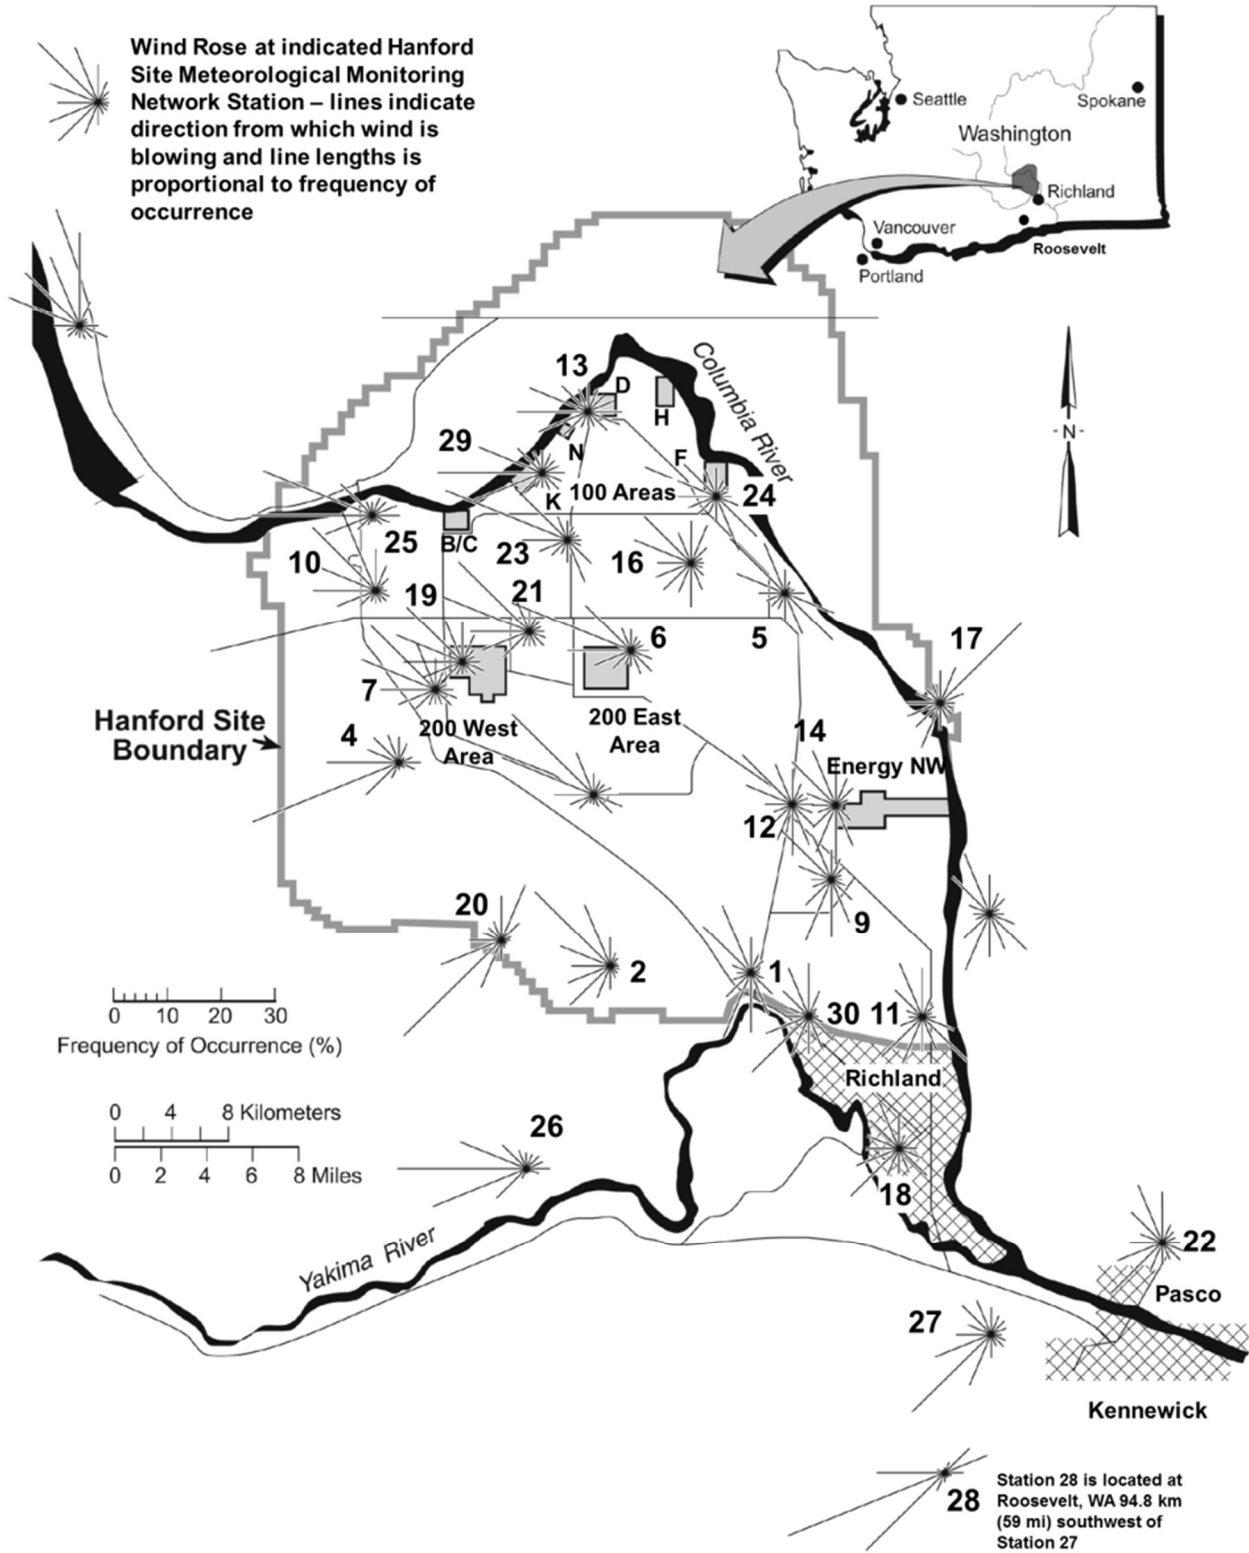 Wind Rose at indicated Hanford
Site Meteorological Monitoring
Network Station – lines indicate
direction from which wind is
blowing and line lengths is
proportional to frequency of
occurrence
Seattle
Spokane
Washington
Richland
Vancouver
Roosevelt
Portland
Columbia River
13
D
H
N
29
N
F
K
100 Areas
24
25
B/C
10
23
16
19
21
6
5
17
7
Hanford Site
Boundary
4
200 West
Area
200 East
Area
14
Energy NW
12
9
20
2
1
30
11
0 10 20 30
Frequency of Occurrence (%)
Richland
0 4 8 Kilometers
0 2 4 6 8 Miles
26
18
Yakima River
22
Pasco
27
Kennewick
28
Station 28 is located at
Roosevelt, WA 94.8 km
(59 mi) southwest of
Station 27